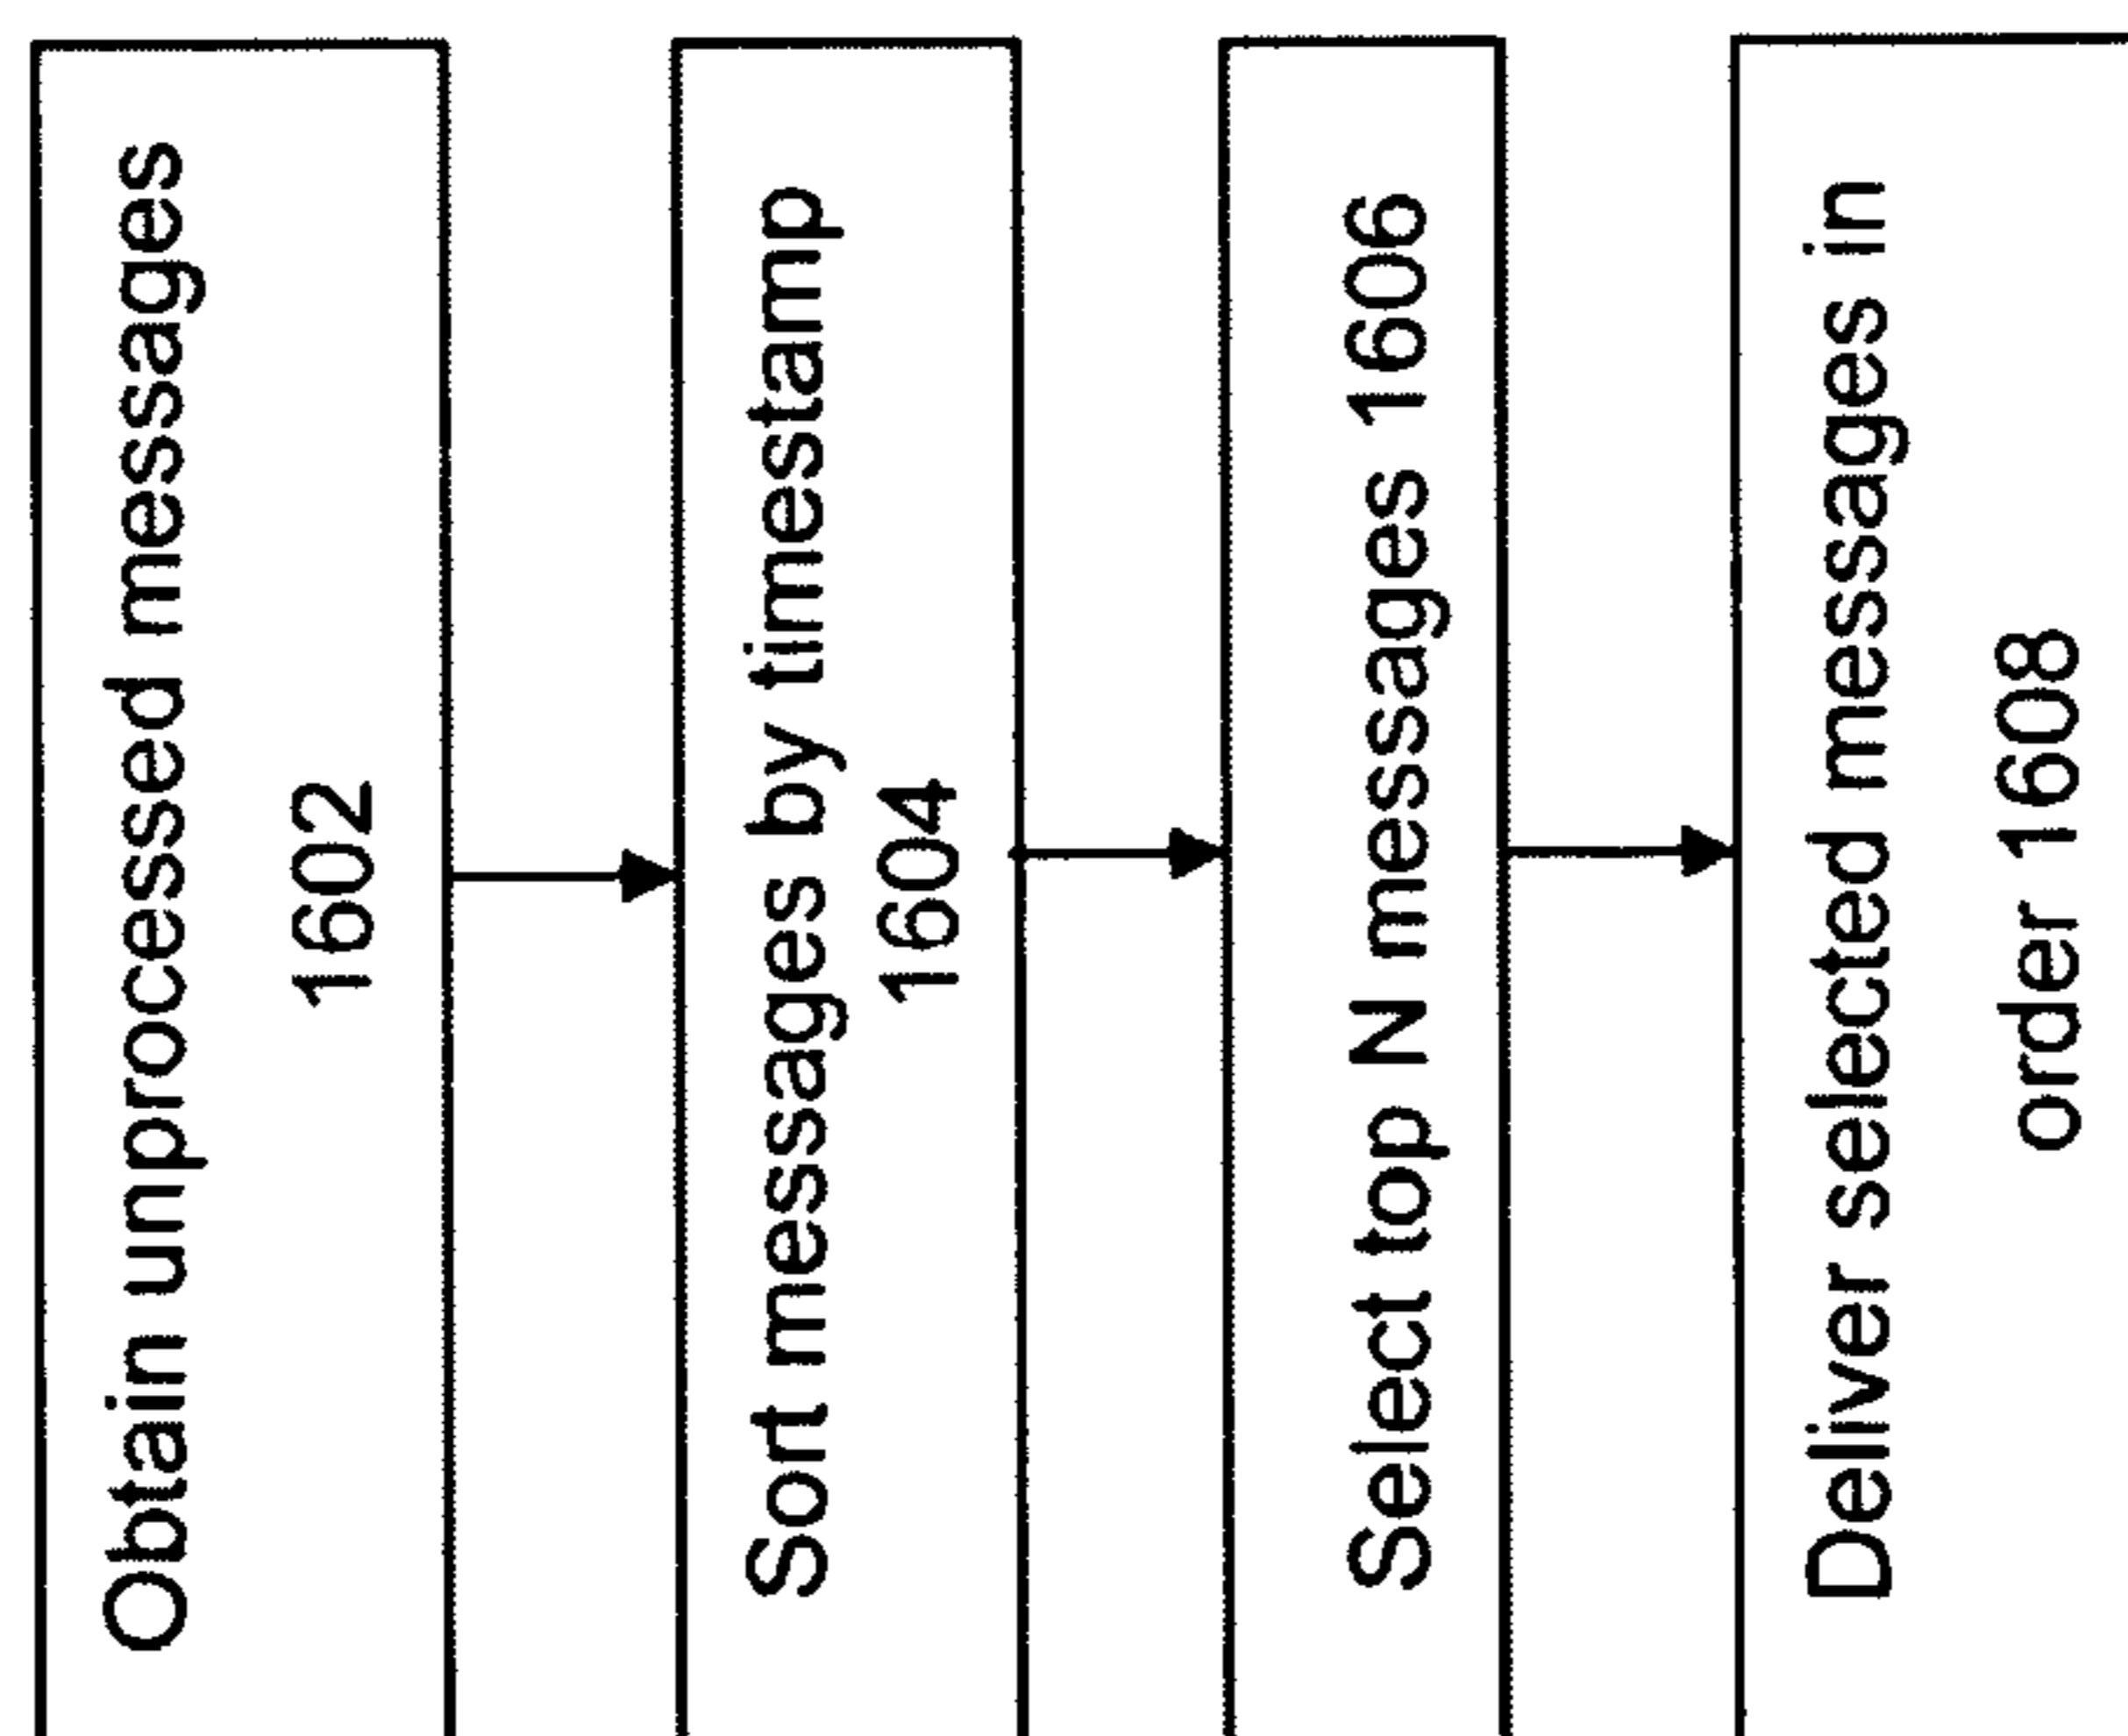 Obtain unprocessed messages
1602
Sort messages by timestamp
1604
Select top N messages 1606
Deliver selected messages in
order 1608